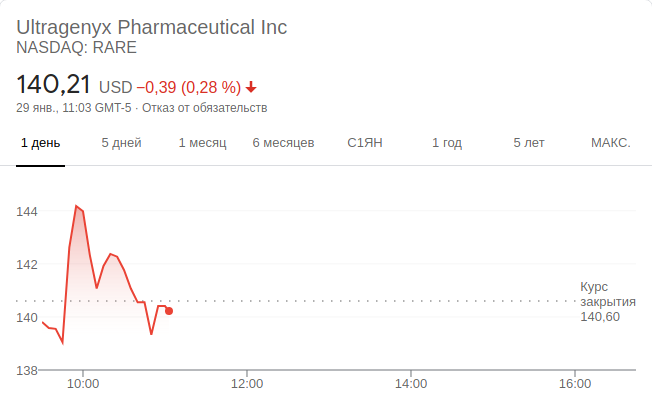 Ultragenyx Pharmaceutical Inc
NASDAQ: RARE
140,21 USD −0,39 (0,28 %)
29 янв., 11:03 GMT-5 · Отказ от обязательств
1 день 5 дней 1 месяц 6 месяцев С1ЯН 1 год 5 лет МАКС.
144
142
Курс
закрытия
140,60
140
138
10:00 12:00 14:00 16:00